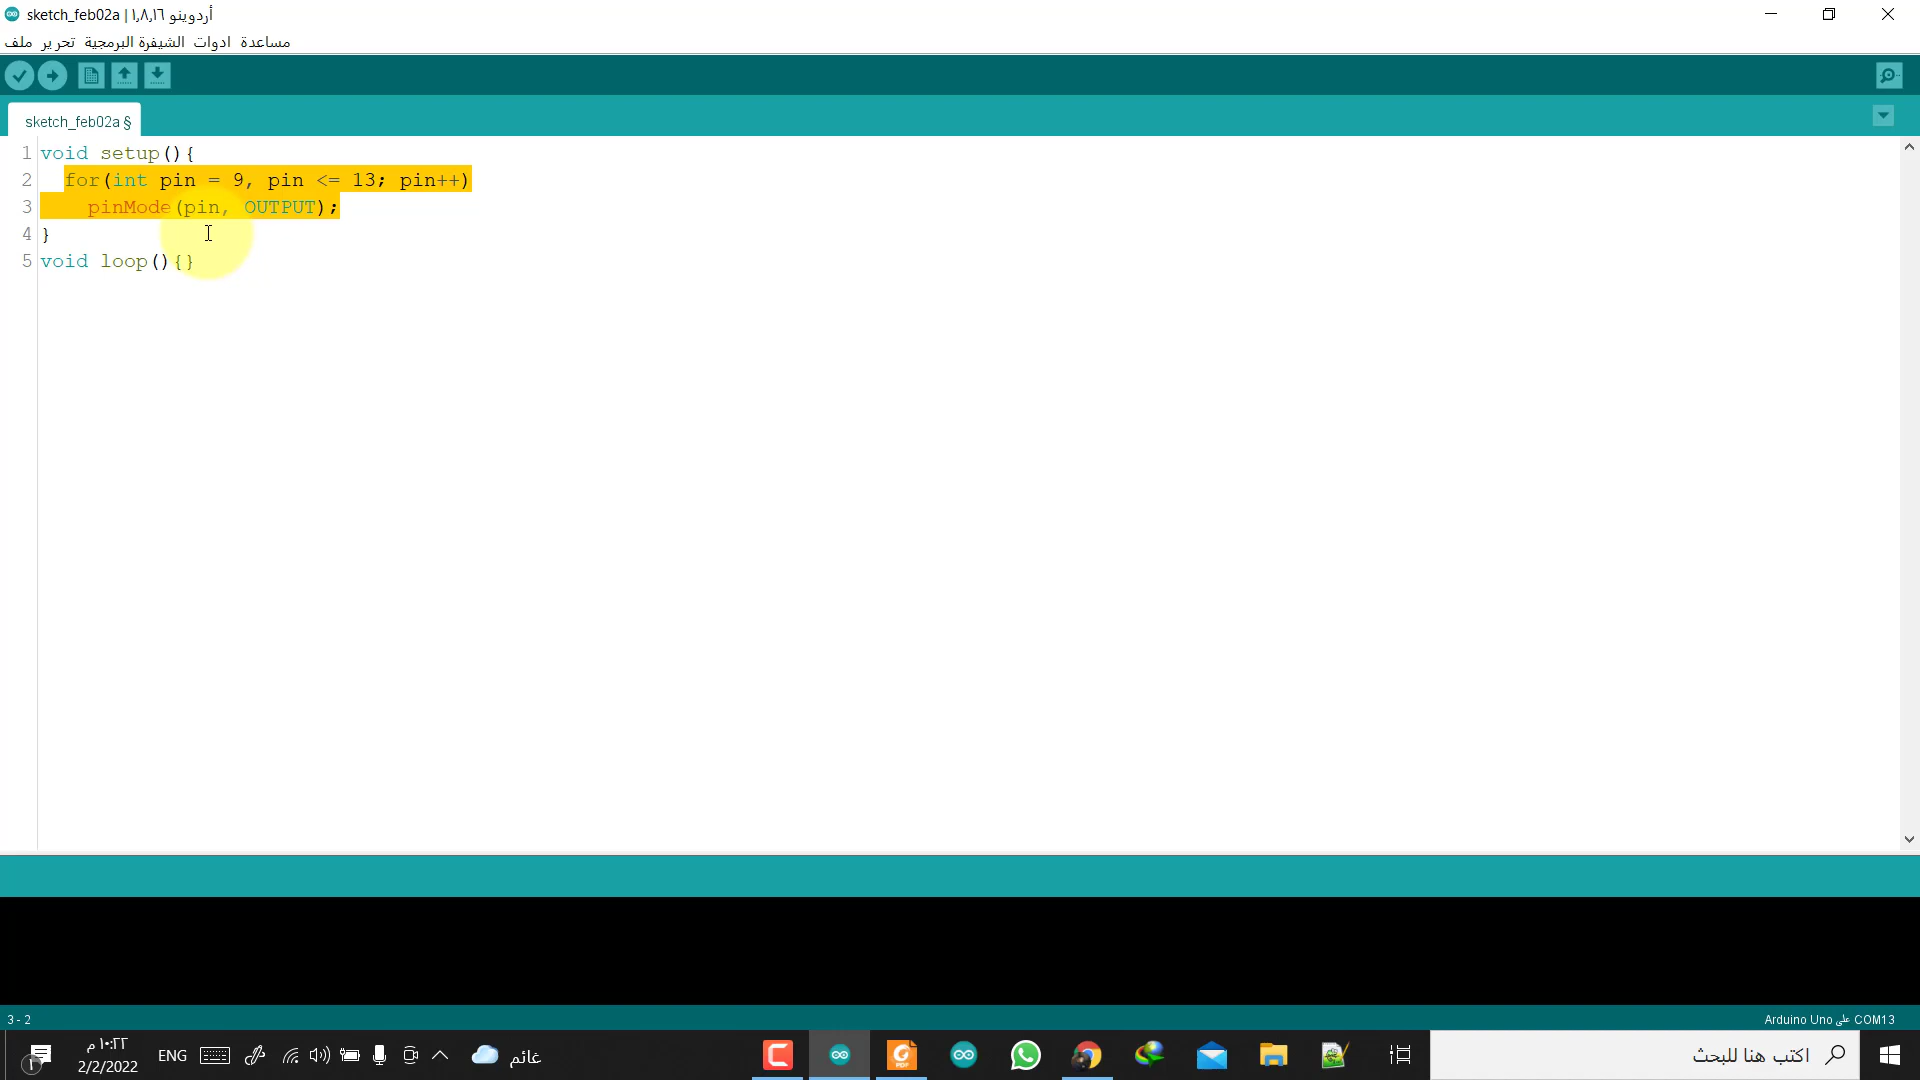 sketch_feb02a | أردوينو ١,٨,١٦
ملف تحرير الشيفرة البرمجية ادوات مساعدة
sketch_feb02a §
1 void setup(){
2   for(int pin = 9, pin <= 13; pin++)
3     pinMode(pin, OUTPUT);
4 }
5 void loop(){}
3 - 2
Arduino Uno على COM13
١٠:٢٢ م
2/2/2022
ENG
غائم
اكتب هنا للبحث